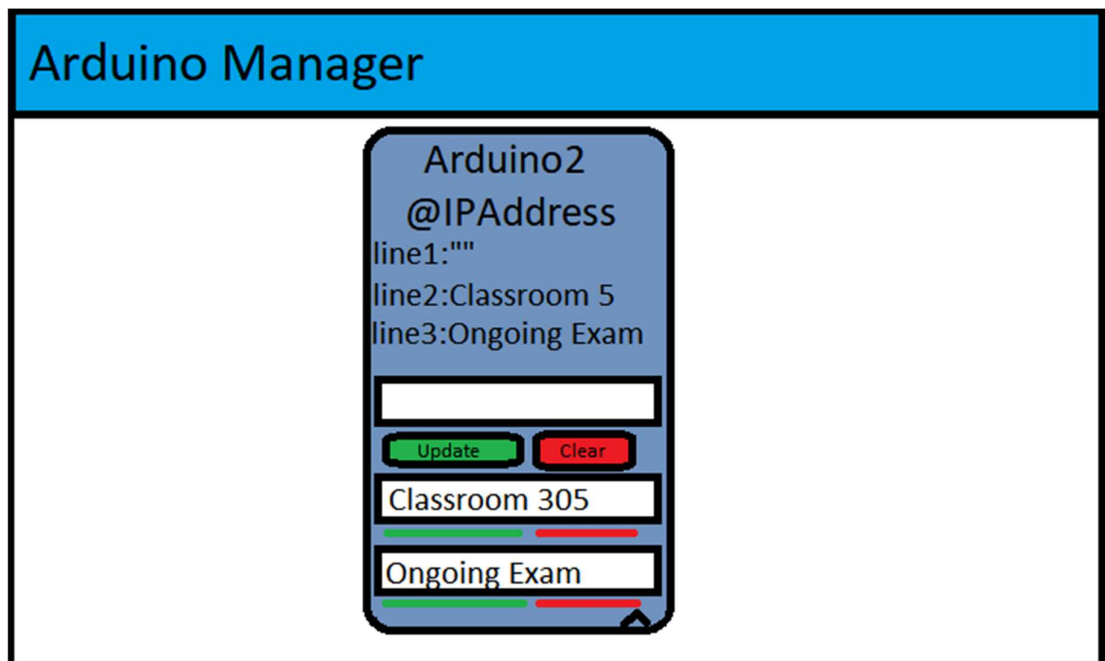 Arduino Manager
Arduino2
@IPAddress
line1:""
line2:Classroom 5
line3:Ongoing Exam
Update Clear
Classroom 305
Ongoing Exam